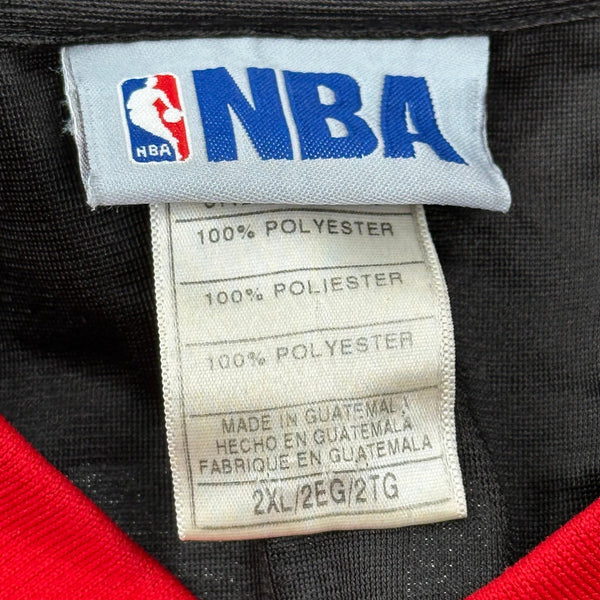 NBA NBA
100% POLYESTER
100% POLIESTER
100% POLYESTER
MADE IN GUATEMALA
HECHO EN GUATEMALA
FABRIQUE EN GUATEMALA
2XL/2EG/2TG